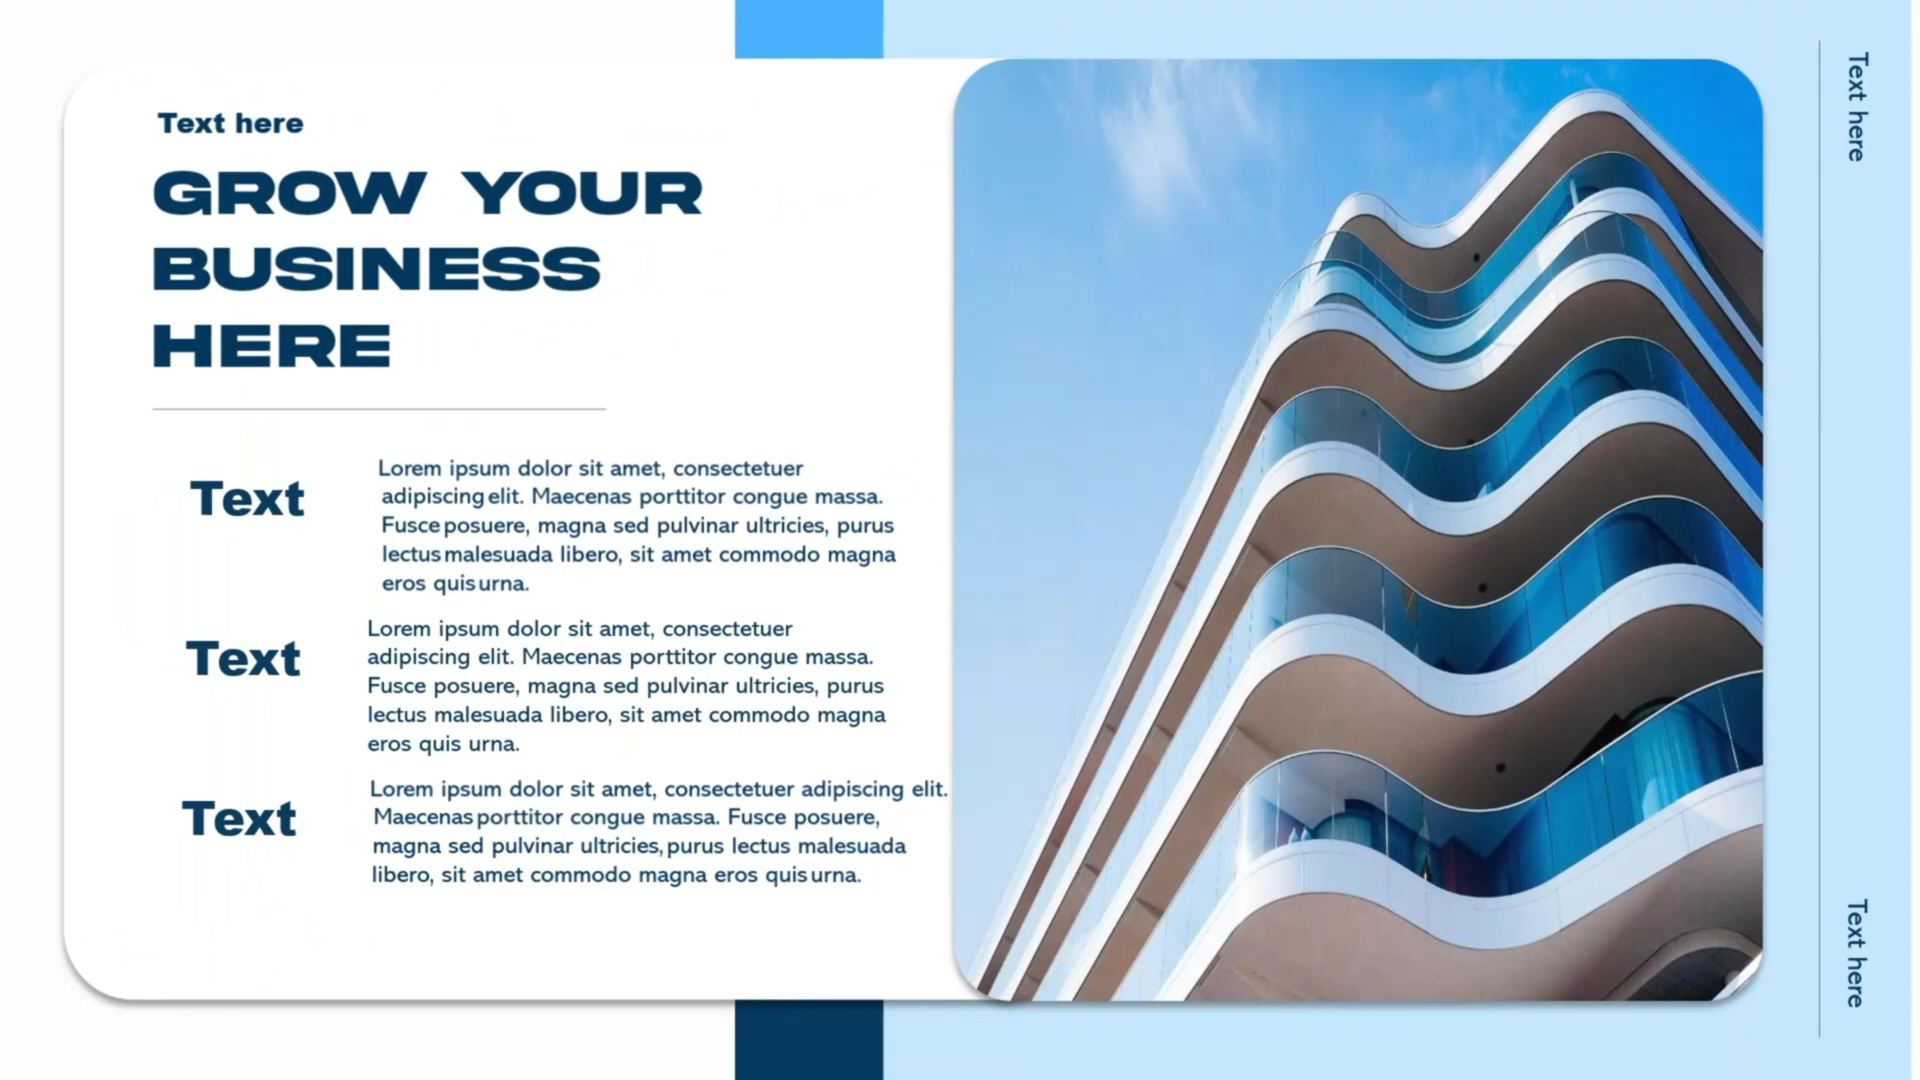 Text here
GROW YOUR
BUSINESS
HERE
Text
Lorem ipsum dolor sit amet, consectetuer
adipiscing elit. Maecenas porttitor congue massa.
Fusce posuere, magna sed pulvinar ultricies, purus
lectus malesuada libero, sit amet commodo magna
eros quis urna.
Text
Lorem ipsum dolor sit amet, consectetuer
adipiscing elit. Maecenas porttitor congue massa.
Fusce posuere, magna sed pulvinar ultricies, purus
lectus malesuada libero, sit amet commodo magna
eros quis urna.
Text
Lorem ipsum dolor sit amet, consectetuer adipiscing elit.
Maecenas porttitor congue massa. Fusce posuere,
magna sed pulvinar ultricies, purus lectus malesuada
libero, sit amet commodo magna eros quis urna.
Text here
Text here